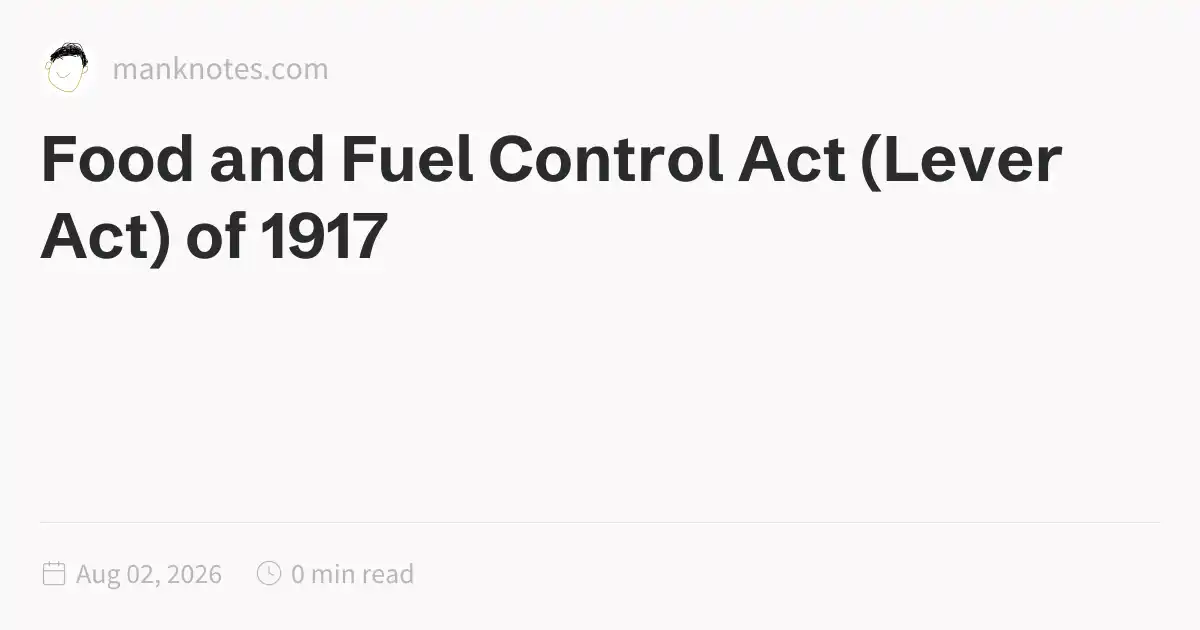 manknotes.com
Food and Fuel Control Act (Lever
Act) of 1917
Aug 02, 2026 0 min read